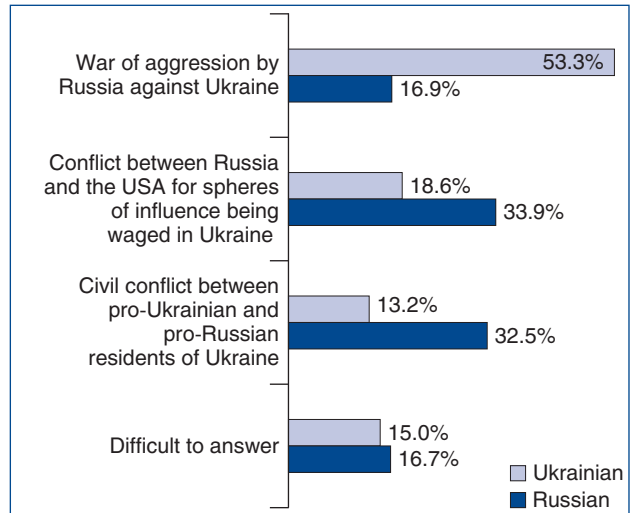 War of aggression by
Russia against Ukraine
53.3%
16.9%
Conflict between Russia
and the USA for spheres
of influence being
waged in Ukraine
18.6%
33.9%
Civil conflict between
pro-Ukrainian and
pro-Russian
residents of Ukraine
13.2%
32.5%
Difficult to answer
15.0%
16.7%
Ukrainian
Russian